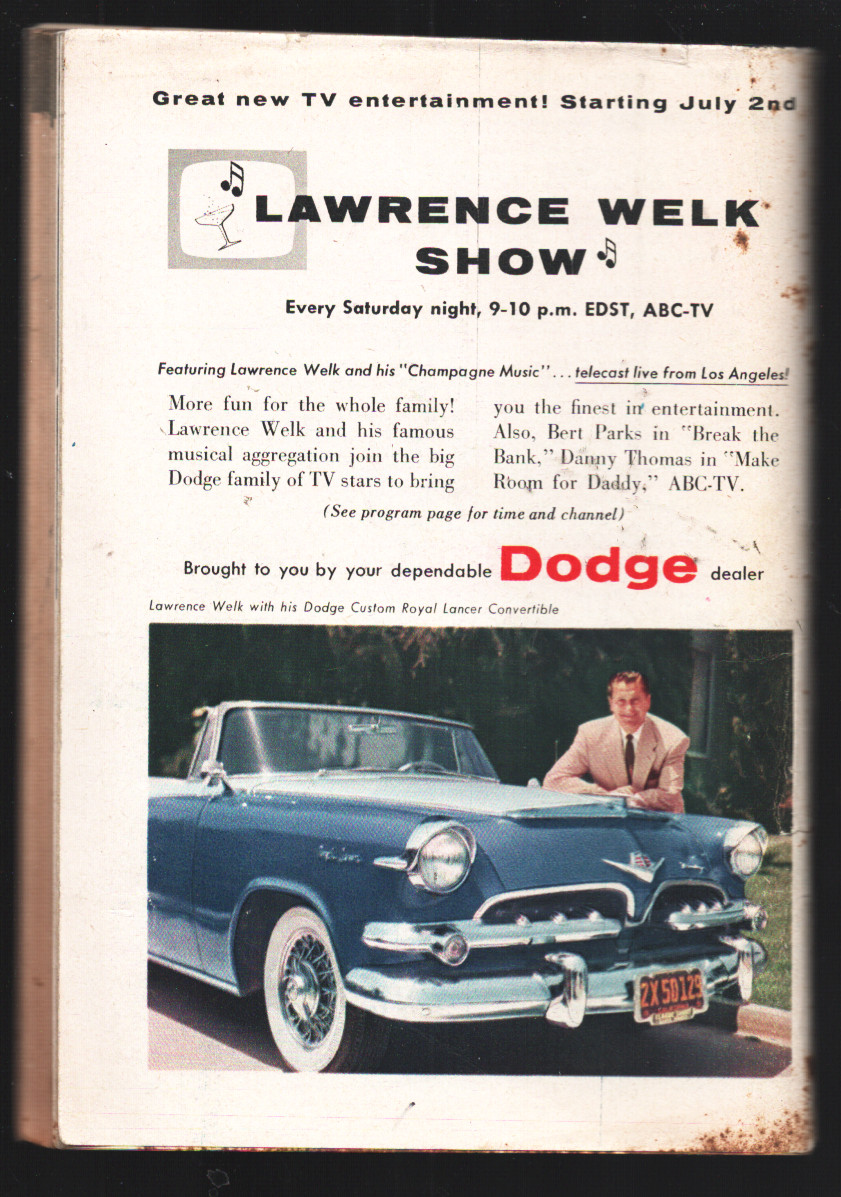 Great new TV entertainment! Starting July 2nd
LAWRENCE WELK
SHOW
Every Saturday night, 9-10 p.m. EDST, ABC-TV
Featuring Lawrence Welk and his "Champagne Music"... telecast live from Los Angeles!
More fun for the whole family!
Lawrence Welk and his famous
musical aggregation join the big
Dodge family of TV stars to bring
you the finest in entertainment.
Also, Bert Parks in "Break the
Bank," Danny Thomas in "Make
Room for Daddy," ABC-TV.
(See program page for time and channel)
Brought to you by your dependable Dodge dealer
Lawrence Welk with his Dodge Custom Royal Lancer Convertible
2X50129